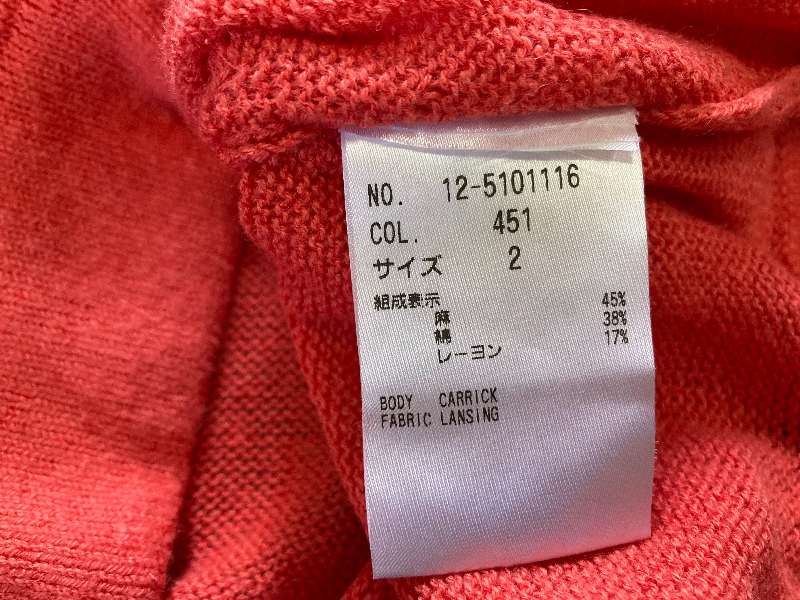 NO. 12-5101116
COL. 451
サイズ 2
組成表示
麻 45%
綿 38%
レーヨン 17%
BODY CARRICK
FABRIC LANSING